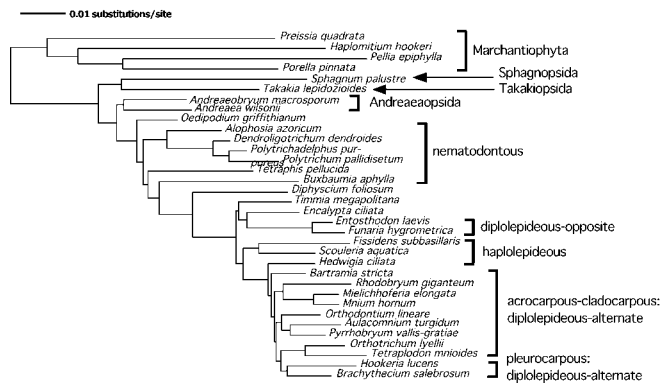 0.01 substitutions/site
Preissia quadrata
Haplomitium hookeri
Pellia epiphylla
Porella pinnata
Marchantiophyta
Sphagnum palustre
Sphagnopsida
Takakia lepidozioides
Takakiopsida
Andreaeobryum macrosporum
Andreaea wilsonii
Andreaeaopsida
Oedipodium griffithianum
Alophosia azoricum
Dendroligotrichum dendroides
Polytrichadelphus pur-
pureus
Polytrichum pallidisetum
Tetraphis pellucida
Buxbaumia aphylla
nematodontous
Diphyscium foliosum
Timmia megapolitana
Encalypta ciliata
Entosthodon laevis
Funaria hygrometrica
diplolepideous-opposite
Fissidens subbasillaris
Scouleria aquatica
haplolepideous
Hedwigia ciliata
Bartramia stricta
Rhodobryum giganteum
Mielichhoferia elongata
Mnium hornum
Orthodontium lineare
Aulacomnium turgidum
Pyrrhobryum vallis-gratiae
Orthotrichum lyellii
Tetraplodon mnioides
acrocarpous-cladocarpous:
diplolepideous-alternate
Hookeria lucens
Brachythecium salebrosum
pleurocarpous:
diplolepideous-alternate